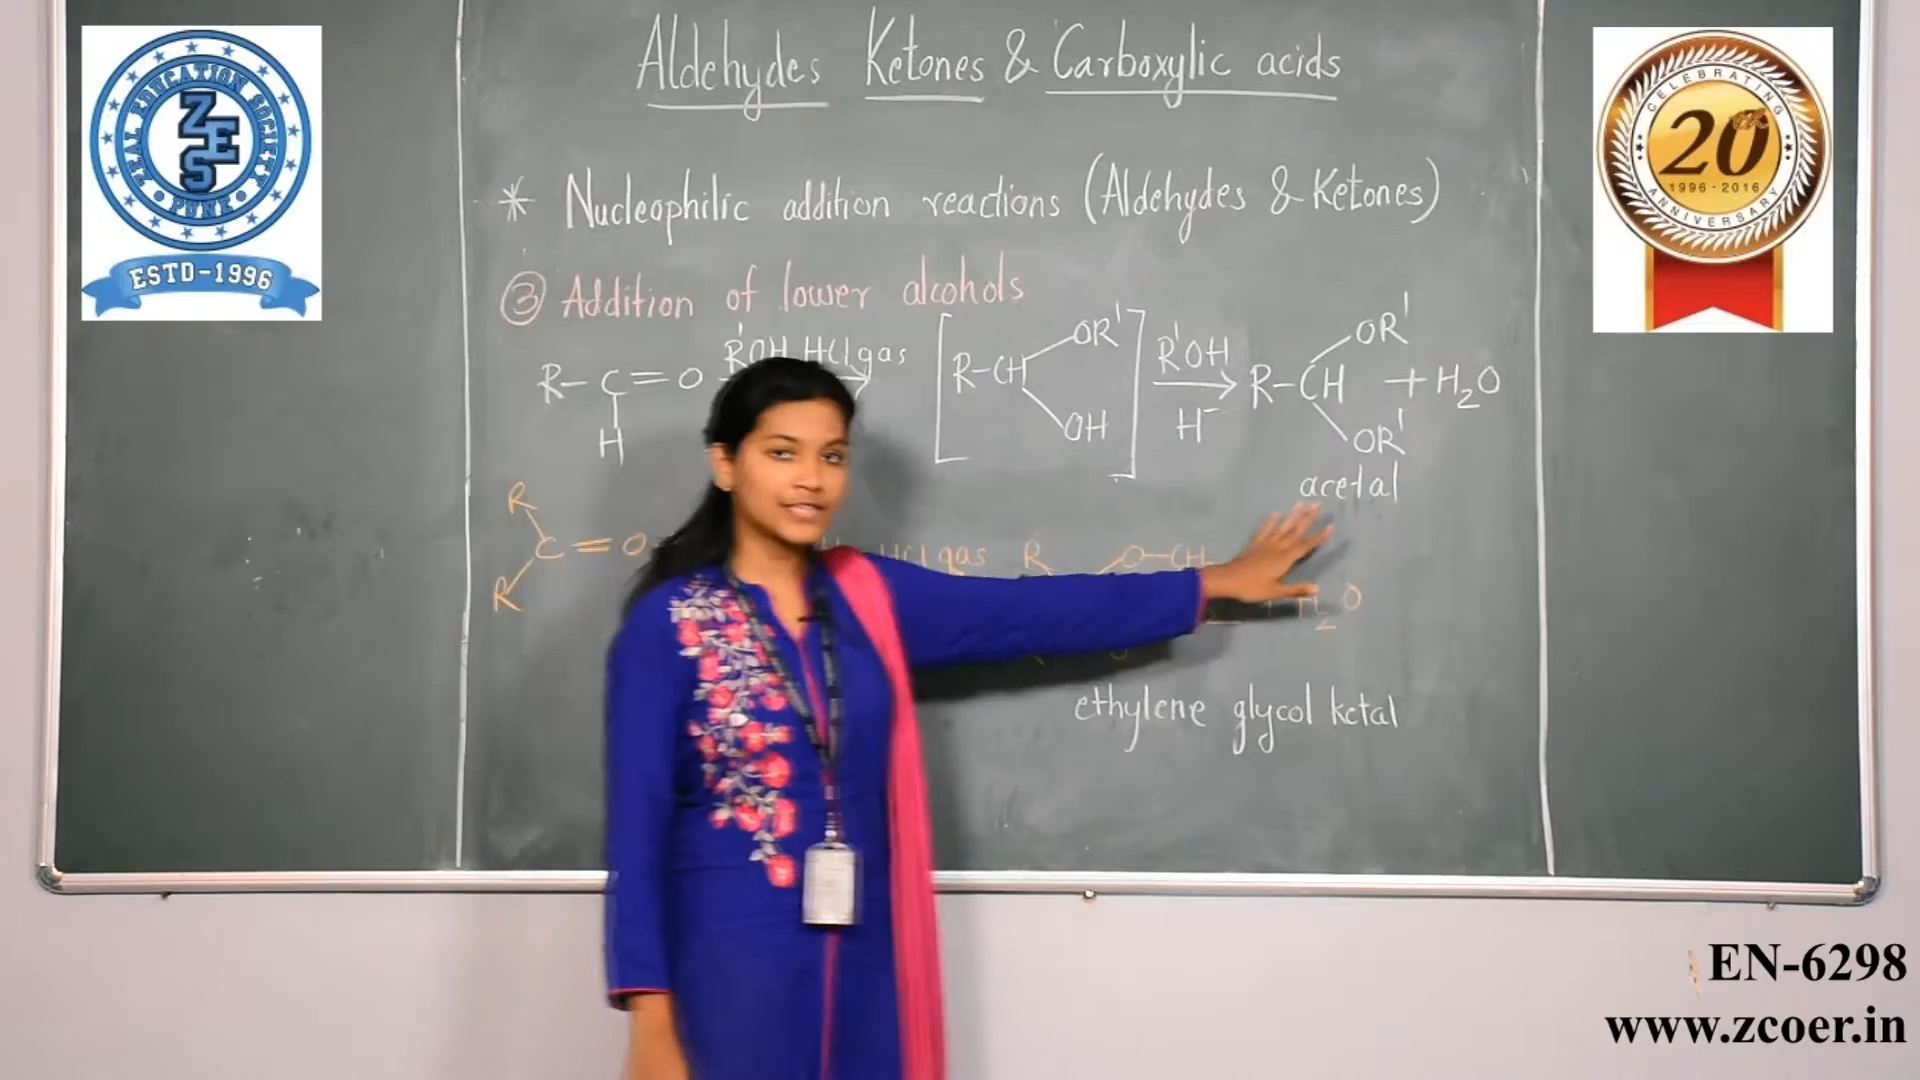 Aldehydes Ketones & Carboxylic acids
* Nucleophilic addition reactions (Aldehydes & Ketones)
③ Addition of lower alcohols
R'OH, HCl gas
R-C=O
H
[R-CH
OR'
OH]
R'OH
H⁻
R-CH
OR'
OR'
+ H₂O
acetal
R
R
C=O
HCl gas
R
O-CH
+ H₂O
ethylene glycol ketal
ZEAL EDUCATION SOCIETY
ZES
• PUNE •
ESTD-1996
CELEBRATING
20th
1996-2016
ANNIVERSARY
EN-6298
www.zcoer.in